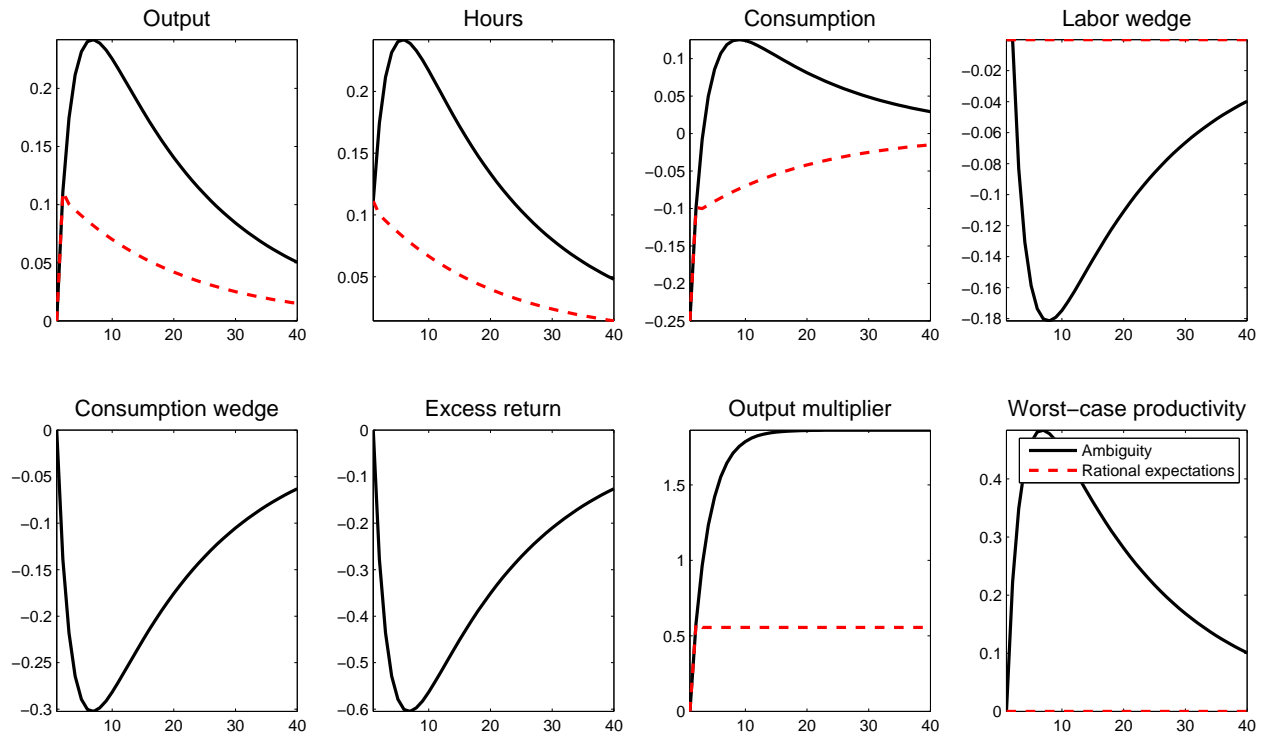 Output
0.2
0.15
0.1
0.05
0
10 20 30 40
Hours
0.2
0.15
0.1
0.05
10 20 30 40
Consumption
0.1
0.05
0
−0.05
−0.1
−0.15
−0.2
−0.25
10 20 30 40
Labor wedge
−0.02
−0.04
−0.06
−0.08
−0.1
−0.12
−0.14
−0.16
−0.18
10 20 30 40
Consumption wedge
0
−0.05
−0.1
−0.15
−0.2
−0.25
−0.3
10 20 30 40
Excess return
0
−0.1
−0.2
−0.3
−0.4
−0.5
−0.6
10 20 30 40
Output multiplier
1.5
1
0.5
0
10 20 30 40
Worst−case productivity
Ambiguity
Rational expectations
0.4
0.3
0.2
0.1
0
10 20 30 40